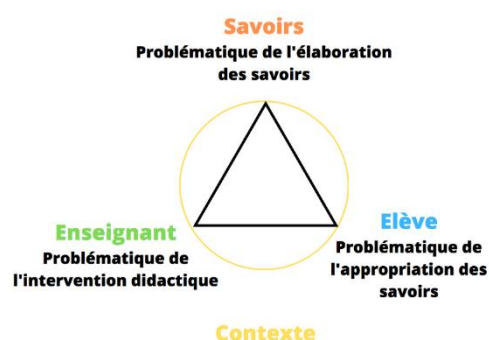 Savoirs
Problématique de l'élaboration
des savoirs
Enseignant
Problématique de
l'intervention didactique
Elève
Problématique de
l'appropriation des
savoirs
Contexte